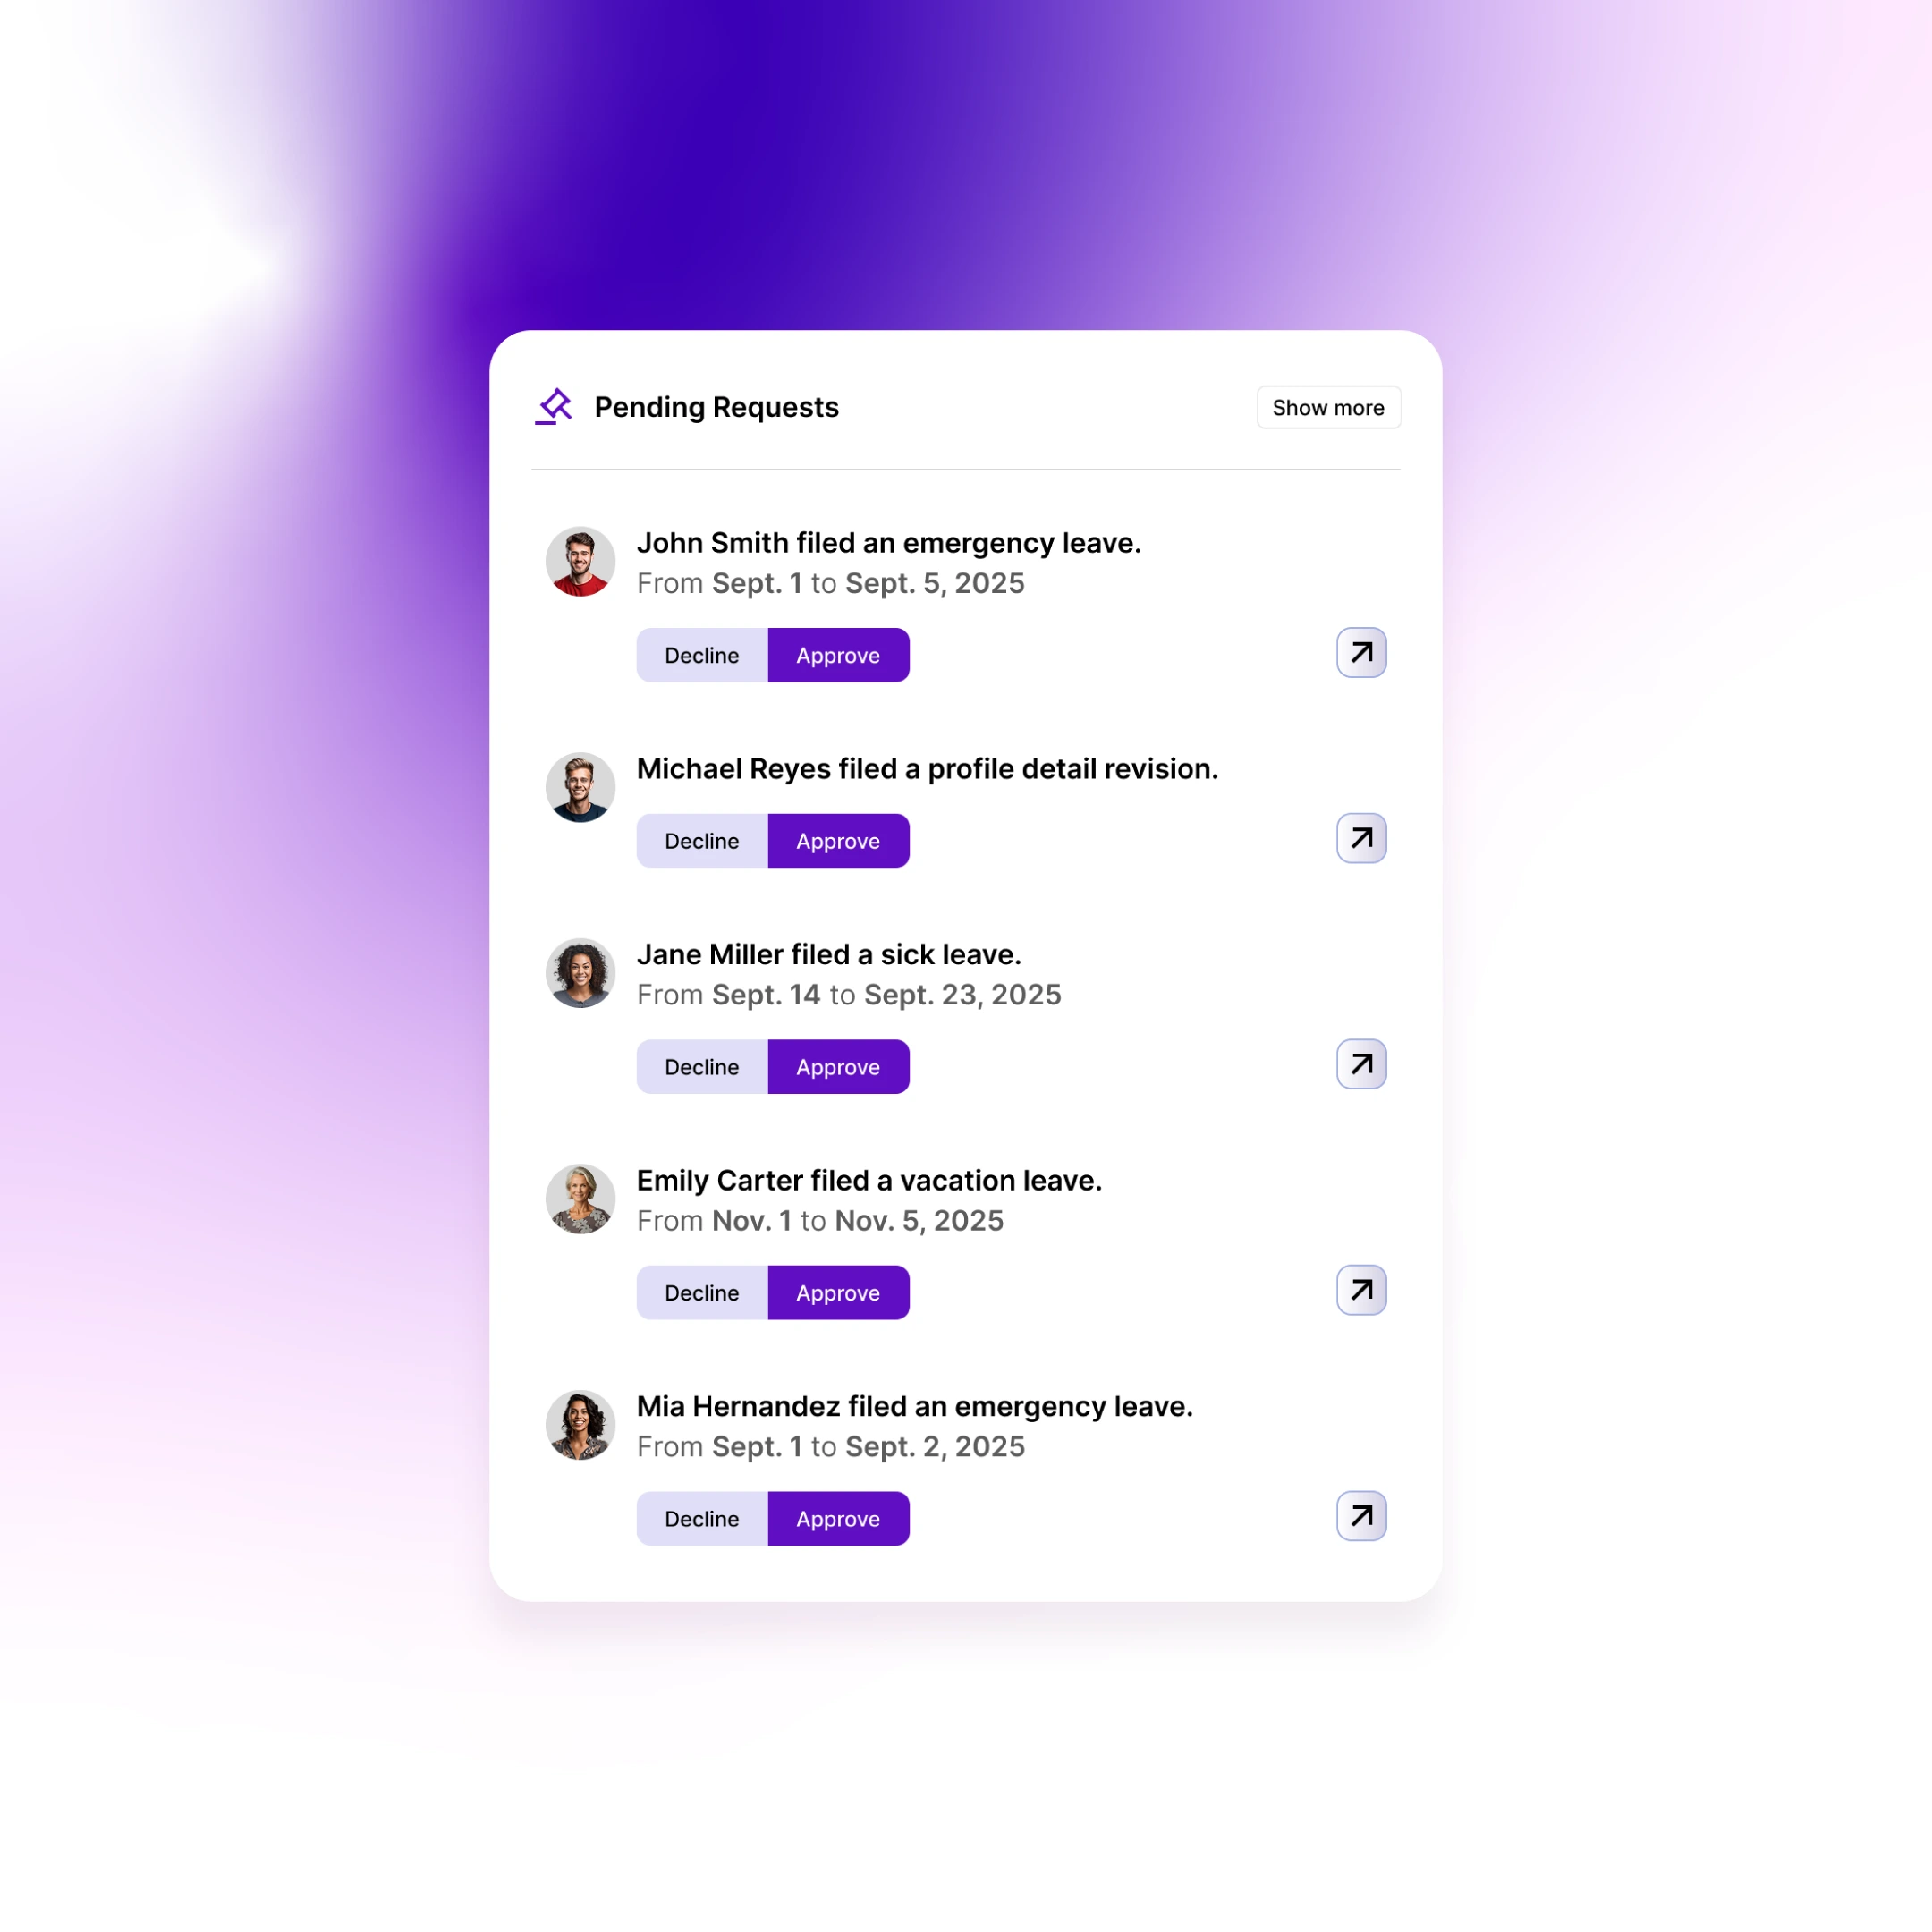 Pending Requests
Show more
John Smith filed an emergency leave.
From Sept. 1 to Sept. 5, 2025
Decline
Approve
Michael Reyes filed a profile detail revision.
Decline
Approve
Jane Miller filed a sick leave.
From Sept. 14 to Sept. 23, 2025
Decline
Approve
Emily Carter filed a vacation leave.
From Nov. 1 to Nov. 5, 2025
Decline
Approve
Mia Hernandez filed an emergency leave.
From Sept. 1 to Sept. 2, 2025
Decline
Approve